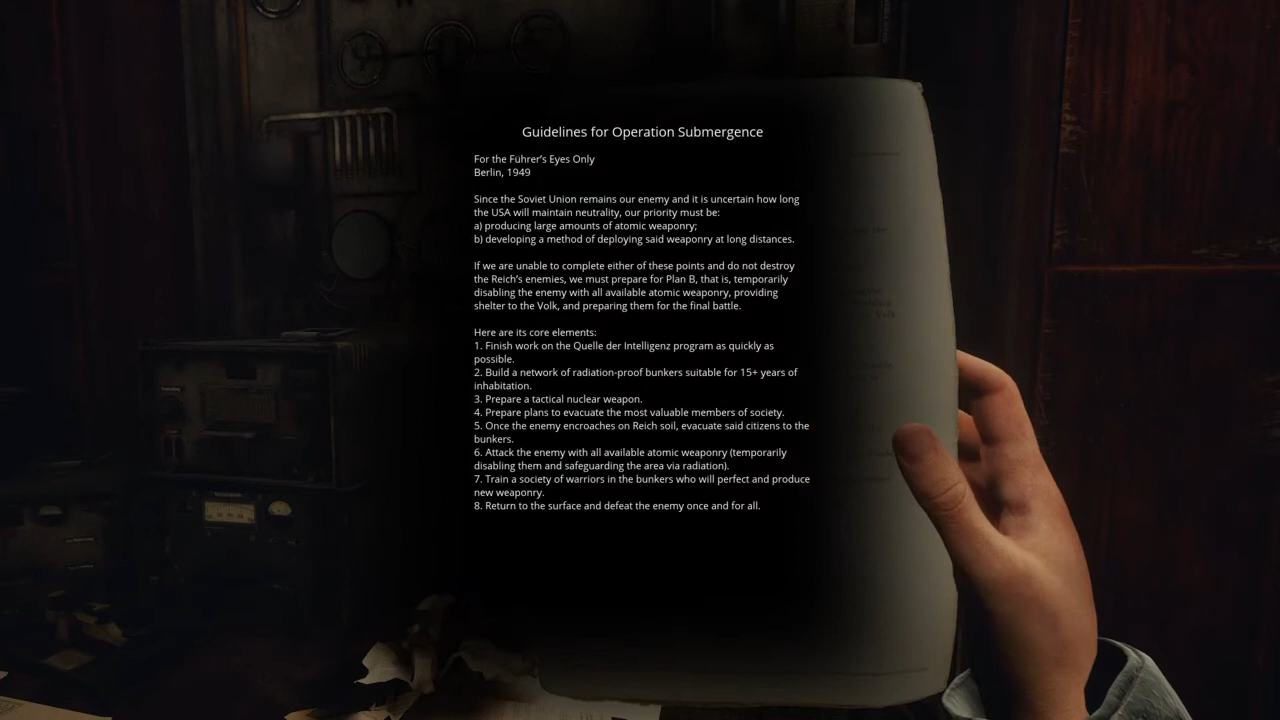 Guidelines for Operation Submergence
For the Führer's Eyes Only
Berlin, 1949
Since the Soviet Union remains our enemy and it is uncertain how long
the USA will maintain neutrality, our priority must be:
a) producing large amounts of atomic weaponry;
b) developing a method of deploying said weaponry at long distances.
If we are unable to complete either of these points and do not destroy
the Reich's enemies, we must prepare for Plan B, that is, temporarily
disabling the enemy with all available atomic weaponry, providing
shelter to the Volk, and preparing them for the final battle.
Here are its core elements:
1. Finish work on the Quelle der Intelligenz program as quickly as
possible.
2. Build a network of radiation-proof bunkers suitable for 15+ years of
inhabitation.
3. Prepare a tactical nuclear weapon.
4. Prepare plans to evacuate the most valuable members of society.
5. Once the enemy encroaches on Reich soil, evacuate said citizens to the
bunkers.
6. Attack the enemy with all available atomic weaponry (temporarily
disabling them and safeguarding the area via radiation).
7. Train a society of warriors in the bunkers who will perfect and produce
new weaponry.
8. Return to the surface and defeat the enemy once and for all.